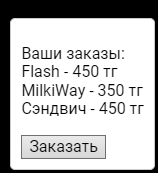 Ваши заказы:
Flash - 450 тг
MilkiWay - 350 тг
Сэндвич - 450 тг
Заказать